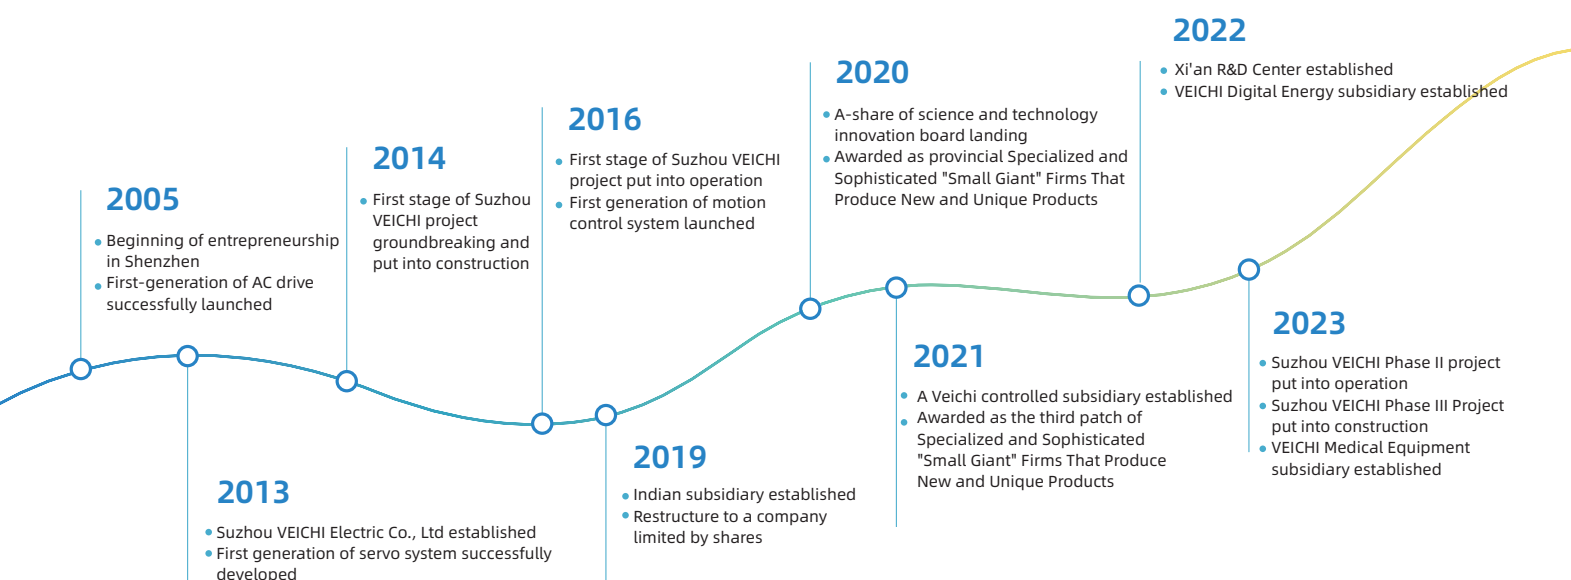 2005
Beginning of entrepreneurship
in Shenzhen
First-generation of AC drive
successfully launched
2013
Suzhou VEICHI Electric Co., Ltd established
First generation of servo system successfully
developed
2014
First stage of Suzhou
VEICHI project
groundbreaking and
put into construction
2016
First stage of Suzhou VEICHI
project put into operation
First generation of motion
control system launched
2019
Indian subsidiary established
Restructure to a company
limited by shares
2020
A-share of science and technology
innovation board landing
Awarded as provincial Specialized and
Sophisticated "Small Giant" Firms That
Produce New and Unique Products
2021
A Veichi controlled subsidiary established
Awarded as the third patch of
Specialized and Sophisticated
"Small Giant" Firms That Produce
New and Unique Products
2022
Xi'an R&D Center established
VEICHI Digital Energy subsidiary established
2023
Suzhou VEICHI Phase II project
put into operation
Suzhou VEICHI Phase III Project
put into construction
VEICHI Medical Equipment
subsidiary established